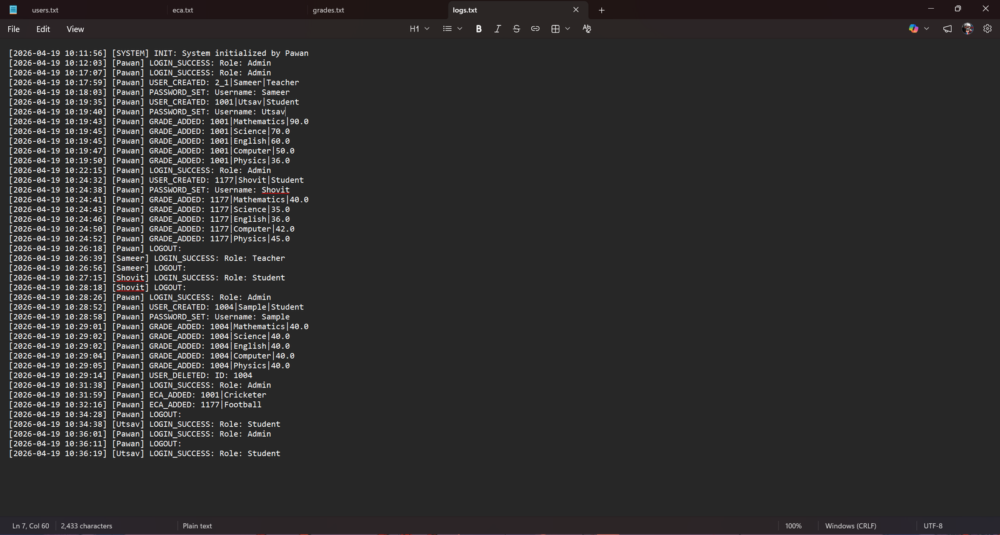 users.txt eca.txt grades.txt logs.txt
File Edit View H1 B I S
[2026-04-19 10:11:56] [SYSTEM] INIT: System initialized by Pawan
[2026-04-19 10:12:03] [Pawan] LOGIN_SUCCESS: Role: Admin
[2026-04-19 10:17:07] [Pawan] LOGIN_SUCCESS: Role: Admin
[2026-04-19 10:17:59] [Pawan] USER_CREATED: 2_1|Sameer|Teacher
[2026-04-19 10:18:03] [Pawan] PASSWORD_SET: Username: Sameer
[2026-04-19 10:19:35] [Pawan] USER_CREATED: 1001|Utsav|Student
[2026-04-19 10:19:40] [Pawan] PASSWORD_SET: Username: Utsav
[2026-04-19 10:19:43] [Pawan] GRADE_ADDED: 1001|Mathematics|90.0
[2026-04-19 10:19:45] [Pawan] GRADE_ADDED: 1001|Science|70.0
[2026-04-19 10:19:45] [Pawan] GRADE_ADDED: 1001|English|60.0
[2026-04-19 10:19:47] [Pawan] GRADE_ADDED: 1001|Computer|50.0
[2026-04-19 10:19:50] [Pawan] GRADE_ADDED: 1001|Physics|36.0
[2026-04-19 10:22:15] [Pawan] LOGIN_SUCCESS: Role: Admin
[2026-04-19 10:24:32] [Pawan] USER_CREATED: 1177|Shovit|Student
[2026-04-19 10:24:38] [Pawan] PASSWORD_SET: Username: Shovit
[2026-04-19 10:24:41] [Pawan] GRADE_ADDED: 1177|Mathematics|40.0
[2026-04-19 10:24:43] [Pawan] GRADE_ADDED: 1177|Science|35.0
[2026-04-19 10:24:46] [Pawan] GRADE_ADDED: 1177|English|36.0
[2026-04-19 10:24:50] [Pawan] GRADE_ADDED: 1177|Computer|42.0
[2026-04-19 10:24:52] [Pawan] GRADE_ADDED: 1177|Physics|45.0
[2026-04-19 10:26:18] [Pawan] LOGOUT:
[2026-04-19 10:26:39] [Sameer] LOGIN_SUCCESS: Role: Teacher
[2026-04-19 10:26:56] [Sameer] LOGOUT:
[2026-04-19 10:27:15] [Shovit] LOGIN_SUCCESS: Role: Student
[2026-04-19 10:28:18] [Shovit] LOGOUT:
[2026-04-19 10:28:26] [Pawan] LOGIN_SUCCESS: Role: Admin
[2026-04-19 10:28:52] [Pawan] USER_CREATED: 1004|Sample|Student
[2026-04-19 10:28:58] [Pawan] PASSWORD_SET: Username: Sample
[2026-04-19 10:29:01] [Pawan] GRADE_ADDED: 1004|Mathematics|40.0
[2026-04-19 10:29:02] [Pawan] GRADE_ADDED: 1004|Science|40.0
[2026-04-19 10:29:02] [Pawan] GRADE_ADDED: 1004|English|40.0
[2026-04-19 10:29:04] [Pawan] GRADE_ADDED: 1004|Computer|40.0
[2026-04-19 10:29:05] [Pawan] GRADE_ADDED: 1004|Physics|40.0
[2026-04-19 10:29:14] [Pawan] USER_DELETED: ID: 1004
[2026-04-19 10:31:38] [Pawan] LOGIN_SUCCESS: Role: Admin
[2026-04-19 10:31:59] [Pawan] ECA_ADDED: 1001|Cricketer
[2026-04-19 10:32:16] [Pawan] ECA_ADDED: 1177|Football
[2026-04-19 10:34:28] [Pawan] LOGOUT:
[2026-04-19 10:34:38] [Utsav] LOGIN_SUCCESS: Role: Student
[2026-04-19 10:36:01] [Pawan] LOGIN_SUCCESS: Role: Admin
[2026-04-19 10:36:11] [Pawan] LOGOUT:
[2026-04-19 10:36:19] [Utsav] LOGIN_SUCCESS: Role: Student
Ln 7, Col 60 2,433 characters Plain text 100% Windows (CRLF) UTF-8